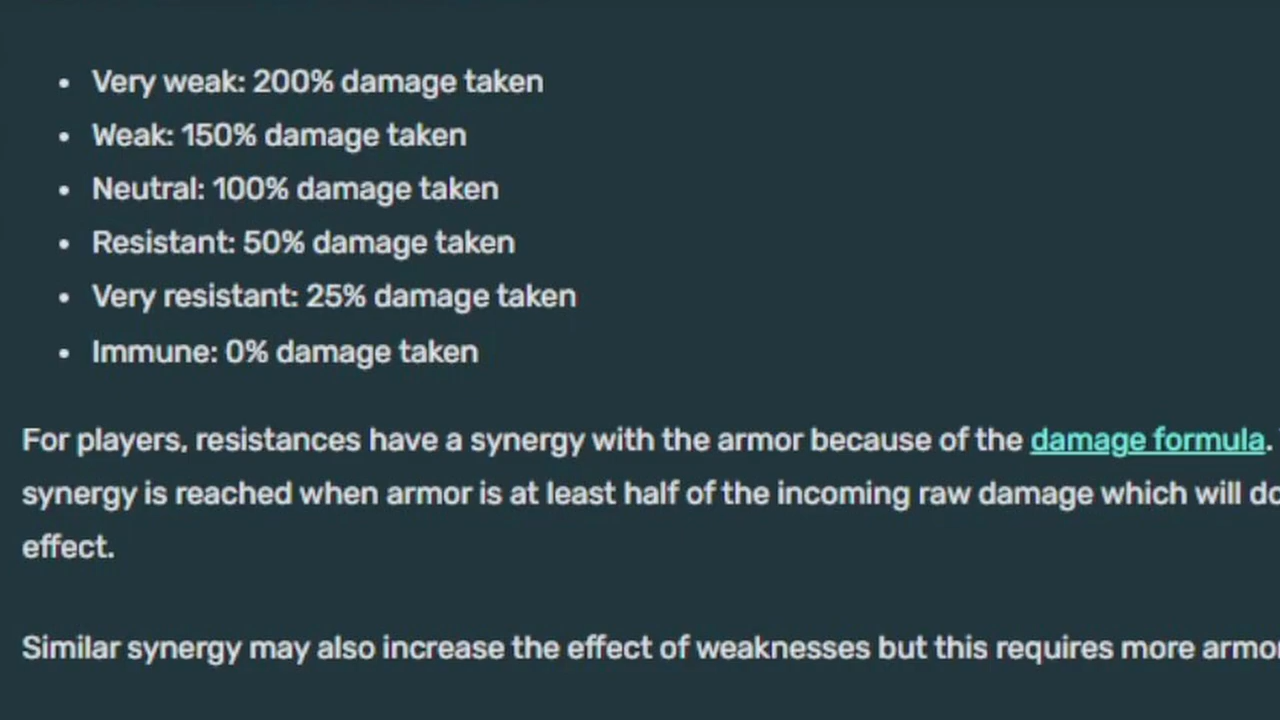 • Very weak: 200% damage taken
• Weak: 150% damage taken
• Neutral: 100% damage taken
• Resistant: 50% damage taken
• Very resistant: 25% damage taken
• Immune: 0% damage taken
For players, resistances have a synergy with the armor because of the damage formula.
synergy is reached when armor is at least half of the incoming raw damage which will do
effect.
Similar synergy may also increase the effect of weaknesses but this requires more armor